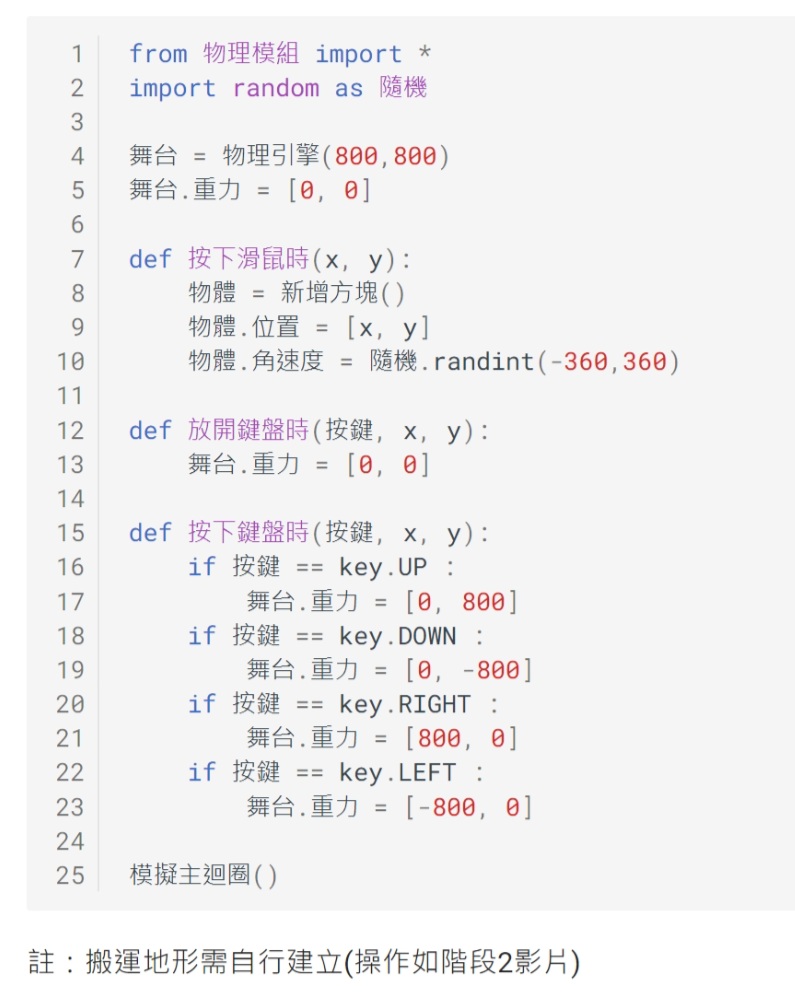 1 from 物理模組 import *
2 import random as 隨機
3
4 舞台 = 物理引擎(800,800)
5 舞台.重力 = [0, 0]
6
7 def 按下滑鼠時(x, y):
8     物體 = 新增方塊()
9     物體.位置 = [x, y]
10     物體.角速度 = 隨機.randint(-360,360)
11
12 def 放開鍵盤時(按鍵, x, y):
13     舞台.重力 = [0, 0]
14
15 def 按下鍵盤時(按鍵, x, y):
16     if 按鍵 == key.UP :
17         舞台.重力 = [0, 800]
18     if 按鍵 == key.DOWN :
19         舞台.重力 = [0, -800]
20     if 按鍵 == key.RIGHT :
21         舞台.重力 = [800, 0]
22     if 按鍵 == key.LEFT :
23         舞台.重力 = [-800, 0]
24
25 模擬主迴圈()
註：搬運地形需自行建立(操作如階段2影片)